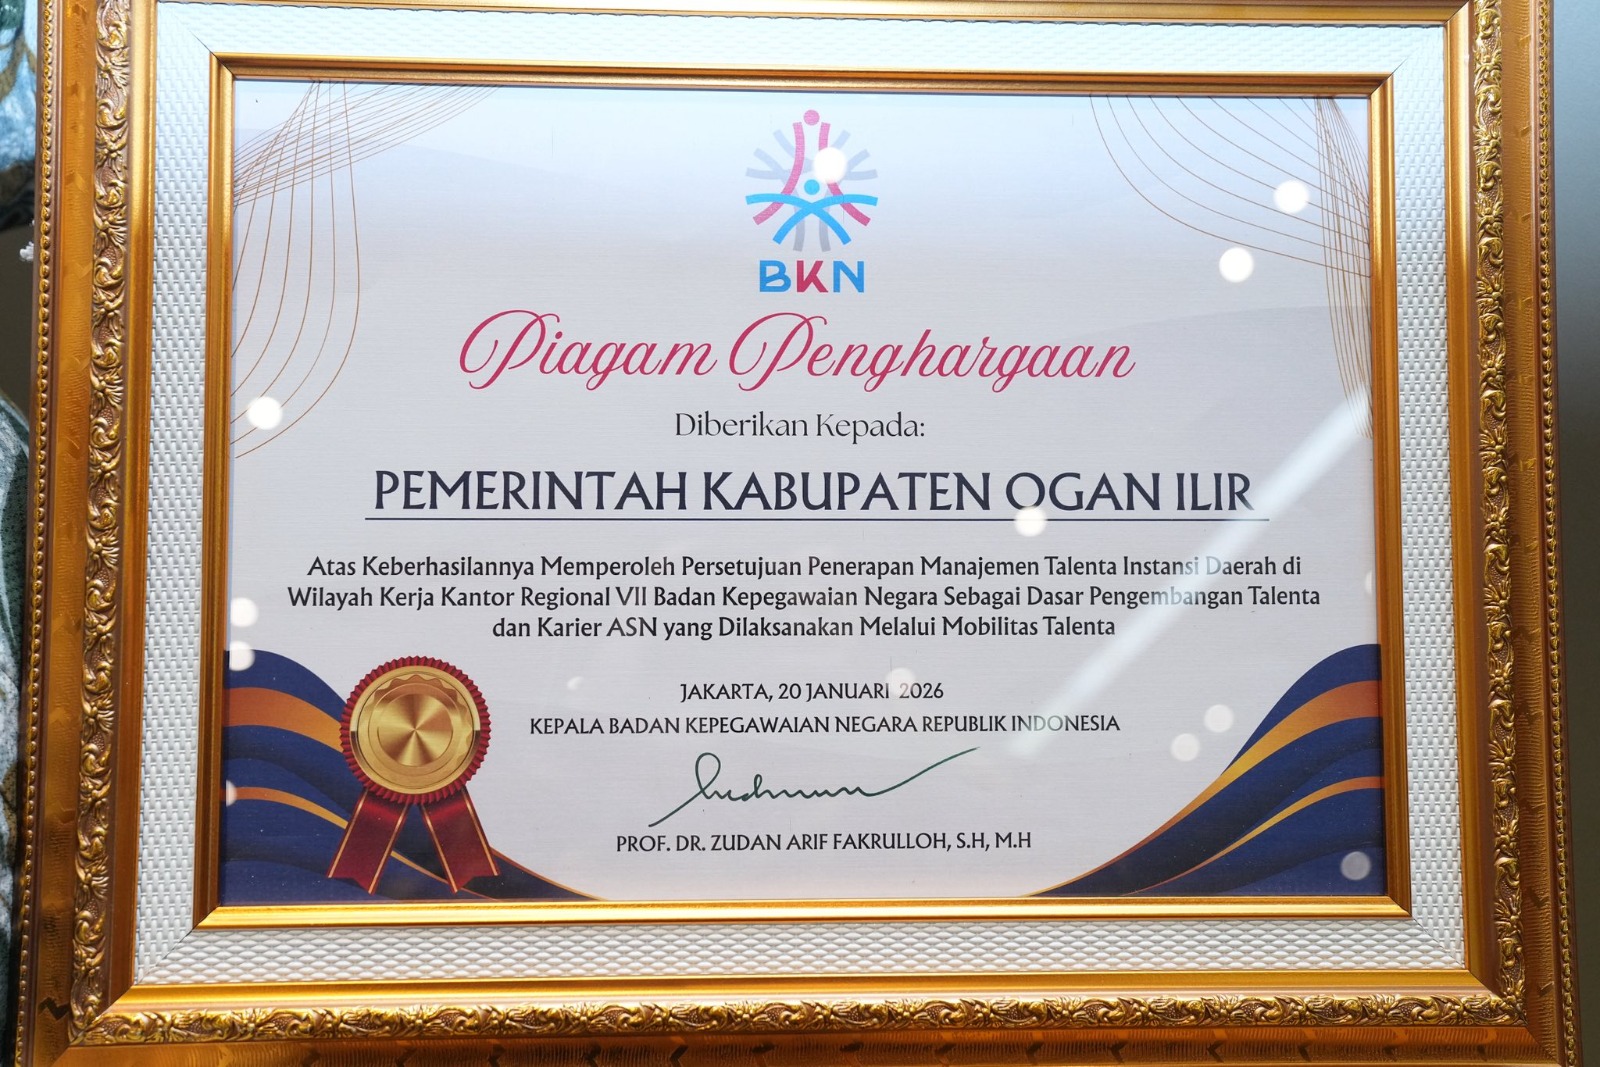 BKN
Piagam Penghargaan
Diberikan Kepada:
PEMERINTAH KABUPATEN OGAN ILIR
Atas Keberhasilannya Memperoleh Persetujuan Penerapan Manajemen Talenta Instansi Daerah di
Wilayah Kerja Kantor Regional VII Badan Kepegawaian Negara Sebagai Dasar Pengembangan Talenta
dan Karier ASN yang Dilaksanakan Melalui Mobilitas Talenta
JAKARTA, 20 JANUARI 2026
KEPALA BADAN KEPEGAWAIAN NEGARA REPUBLIK INDONESIA
PROF. DR. ZUDAN ARIF FAKRULLOH, S.H, M.H